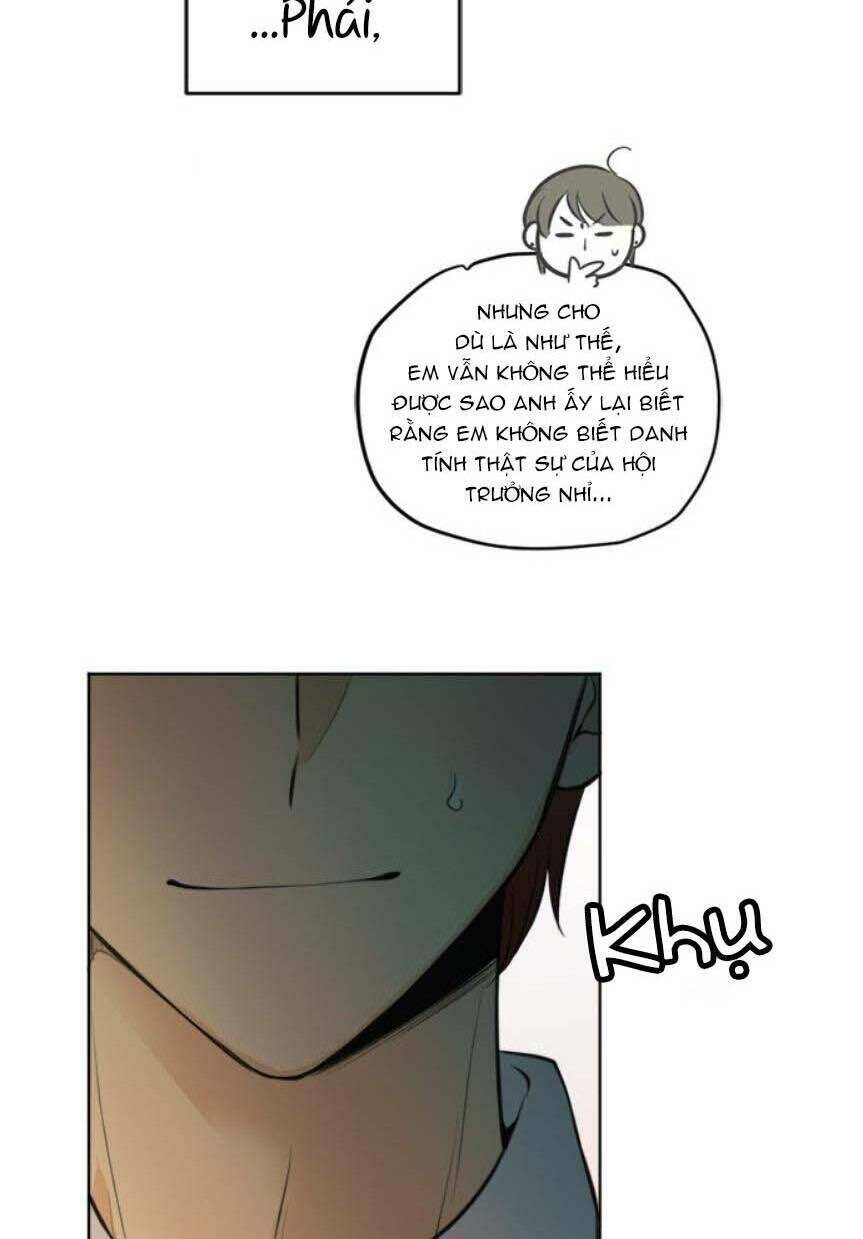 ...Phải,
NHƯNG CHO
DÙ LÀ NHƯ THẾ,
EM VẪN KHÔNG THỂ HIỂU
ĐƯỢC SAO ANH ẤY LẠI BIẾT
RẰNG EM KHÔNG BIẾT DANH
TÍNH THẬT SỰ CỦA HỘI
TRƯỞNG NHỈ...
Khụ